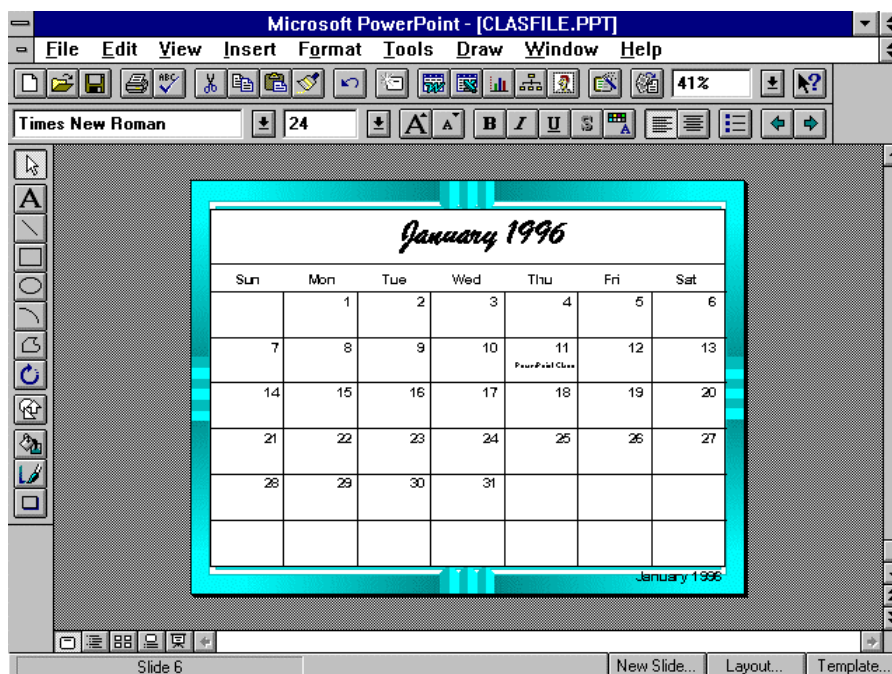 Microsoft PowerPoint - [CLASFILE.PPT]
File Edit View Insert Format Tools Draw Window Help
ABC 41% ?
Times New Roman 24 A A B I U S A
A
January 1996
Sun Mon Tue Wed Thu Fri Sat
1 2 3 4 5 6
7 8 9 10 11 12 13
PowerPoint Class
14 15 16 17 18 19 20
21 22 23 24 25 26 27
28 29 30 31
January 1996
Slide 6 New Slide... Layout... Template...